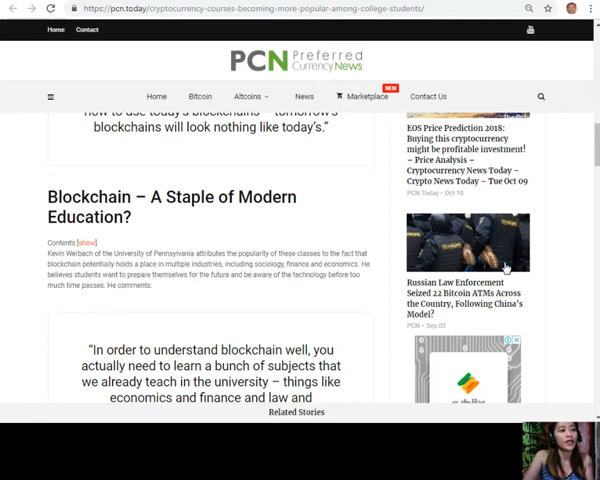 https://pcn.today/cryptocurrency-courses-becoming-more-popular-among-college-students/
Home Contact
PCN Preferred
Currency News
NEW
Home Bitcoin Altcoins News Marketplace Contact Us
how to use today's blockchains – tomorrow's
blockchains will look nothing like today's.”
EOS Price Prediction 2018:
Buying this cryptocurrency
might be profitable investment!
– Price Analysis –
Cryptocurrency News Today –
Crypto News Today – Tue Oct 09
PCN.Today - Oct 10
Blockchain – A Staple of Modern
Education?
Contents [show]
Kevin Werbach of the University of Pennsylvania attributes the popularity of these classes to the fact that
blockchain potentially holds a place in multiple industries, including sociology, finance and economics. He
believes students want to prepare themselves for the future and be aware of the technology before too
much time passes. He comments:
Russian Law Enforcement
Seized 22 Bitcoin ATMs Across
the Country, Following China's
Model?
PCN - Sep 03
“In order to understand blockchain well, you
actually need to learn a bunch of subjects that
we already teach in the university – things like
economics and finance and law and
Related Stories